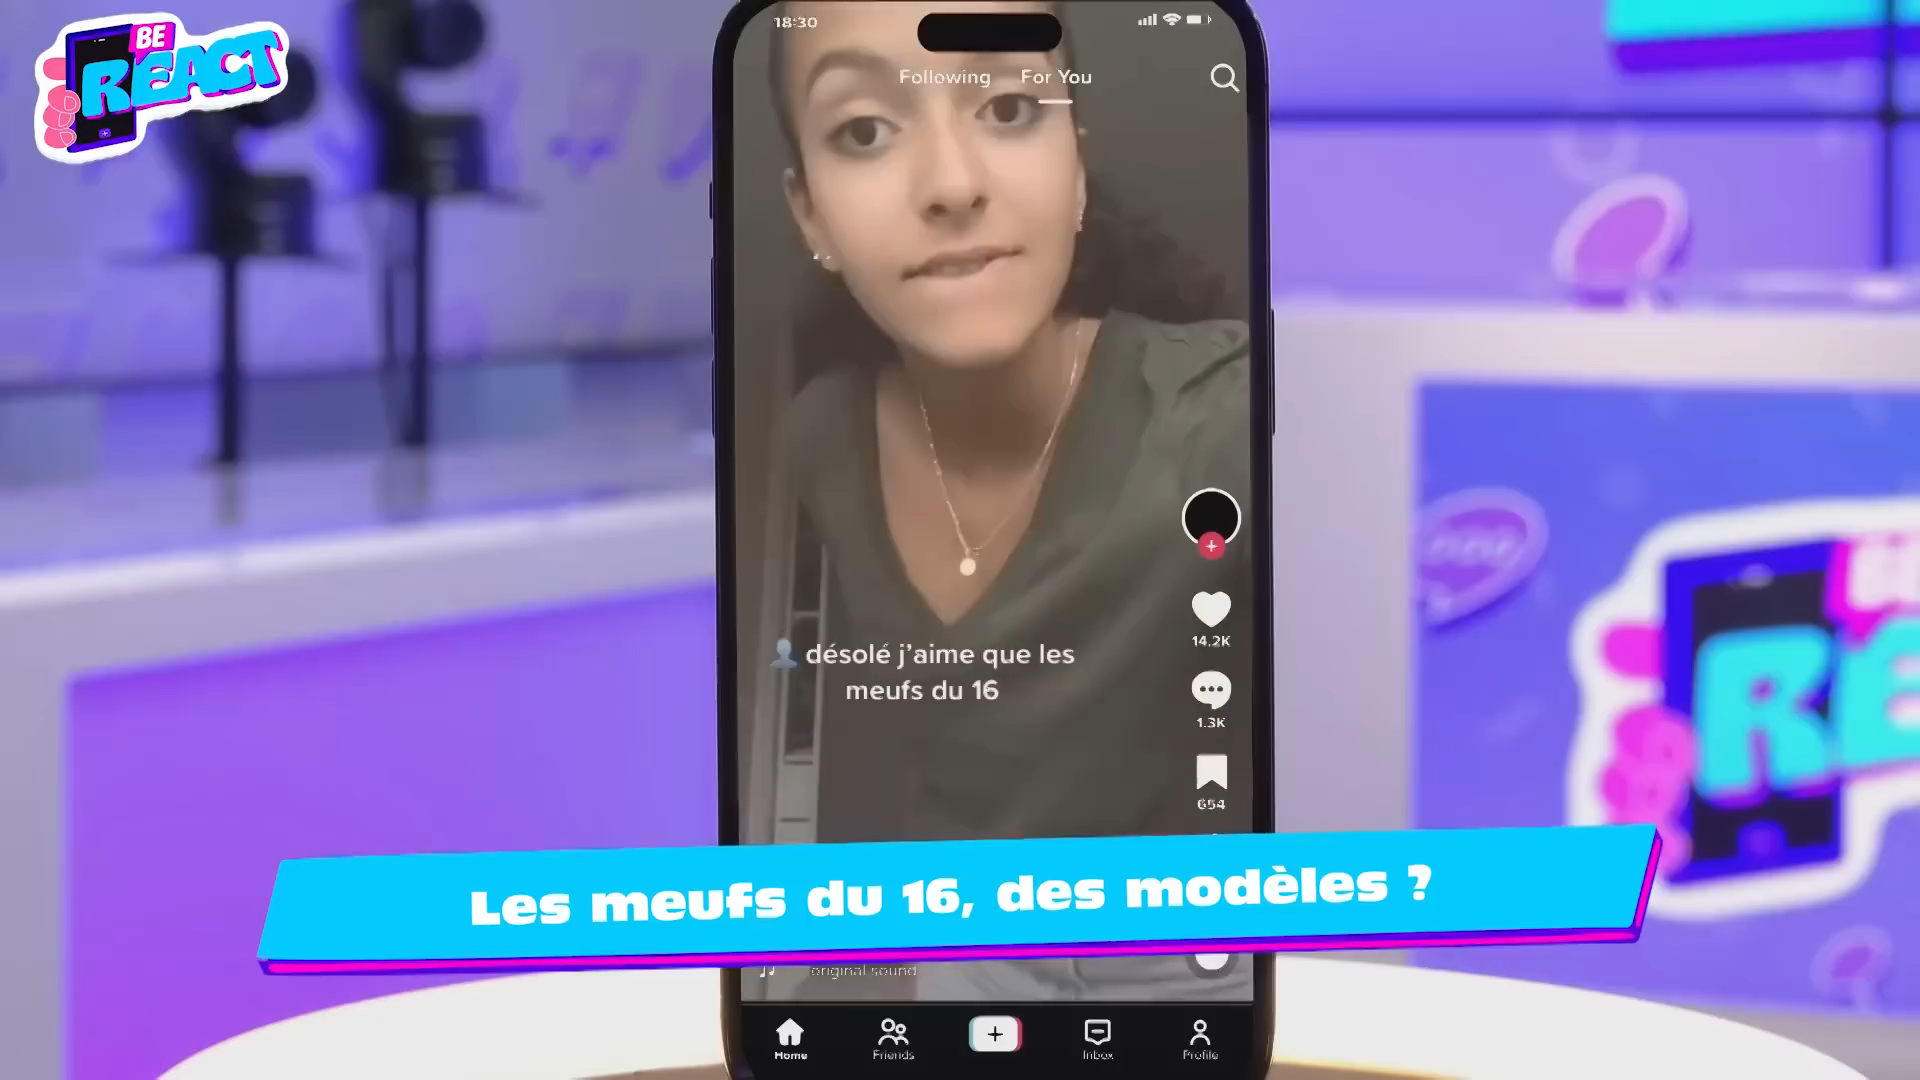 BE
REACT
18:30
Following For You
14.2K
👤 désolé j'aime que les
meufs du 16
1.3K
654
Les meufs du 16, des modèles ?
original sound
Home Friends Inbox Profile
RE